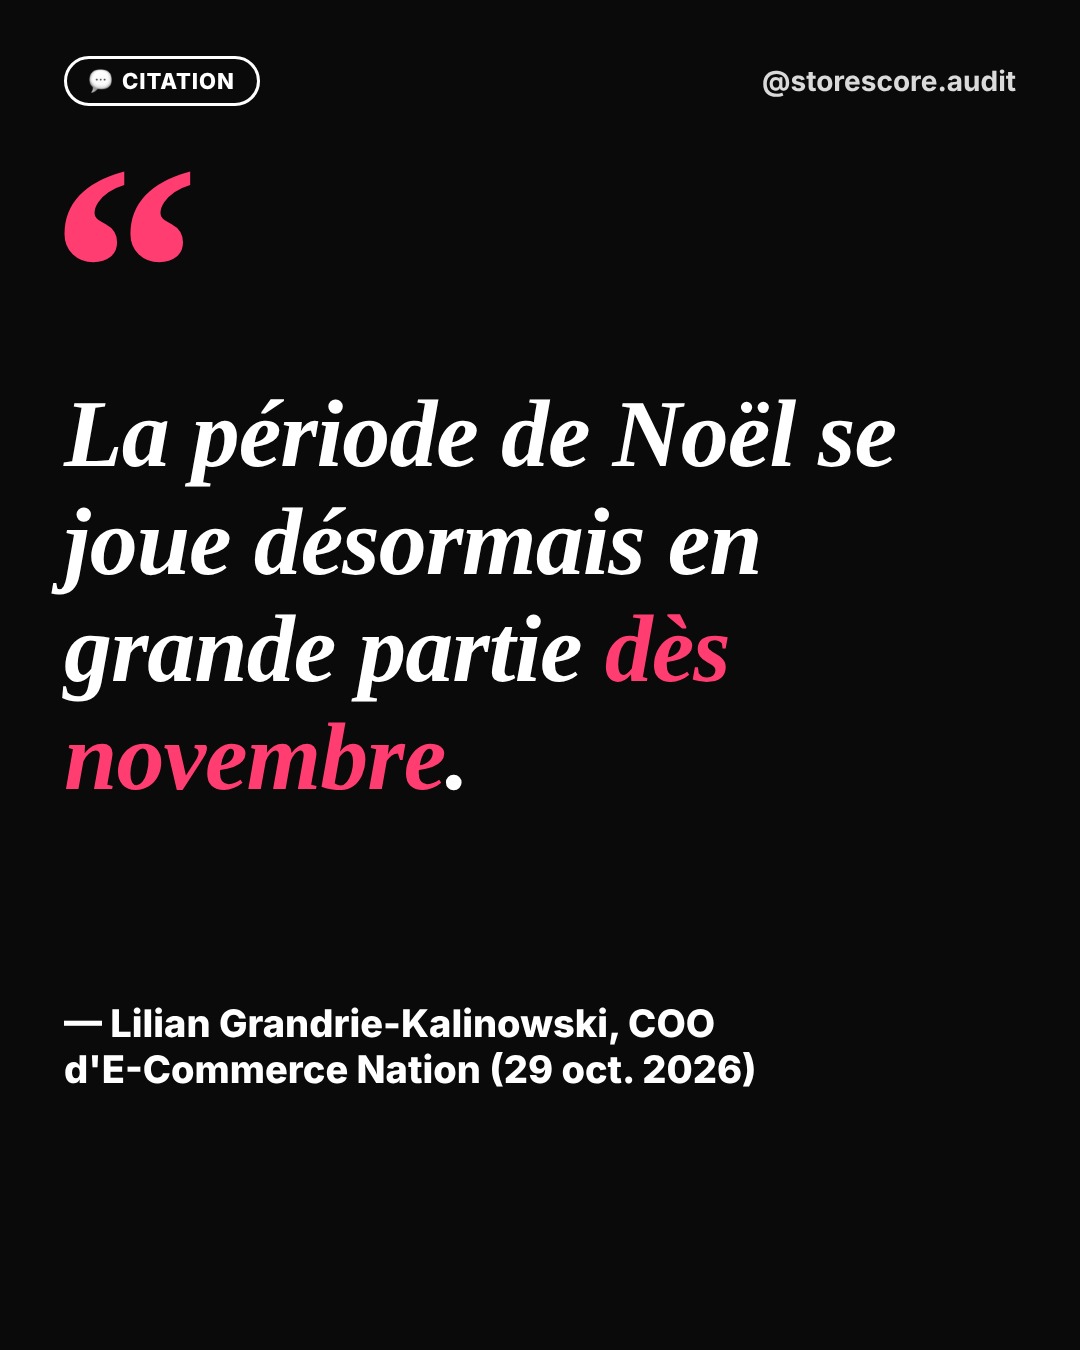 💬 CITATION
@storescore.audit
“
La période de Noël se
joue désormais en
grande partie dès
novembre.
— Lilian Grandrie-Kalinowski, COO
d'E-Commerce Nation (29 oct. 2026)